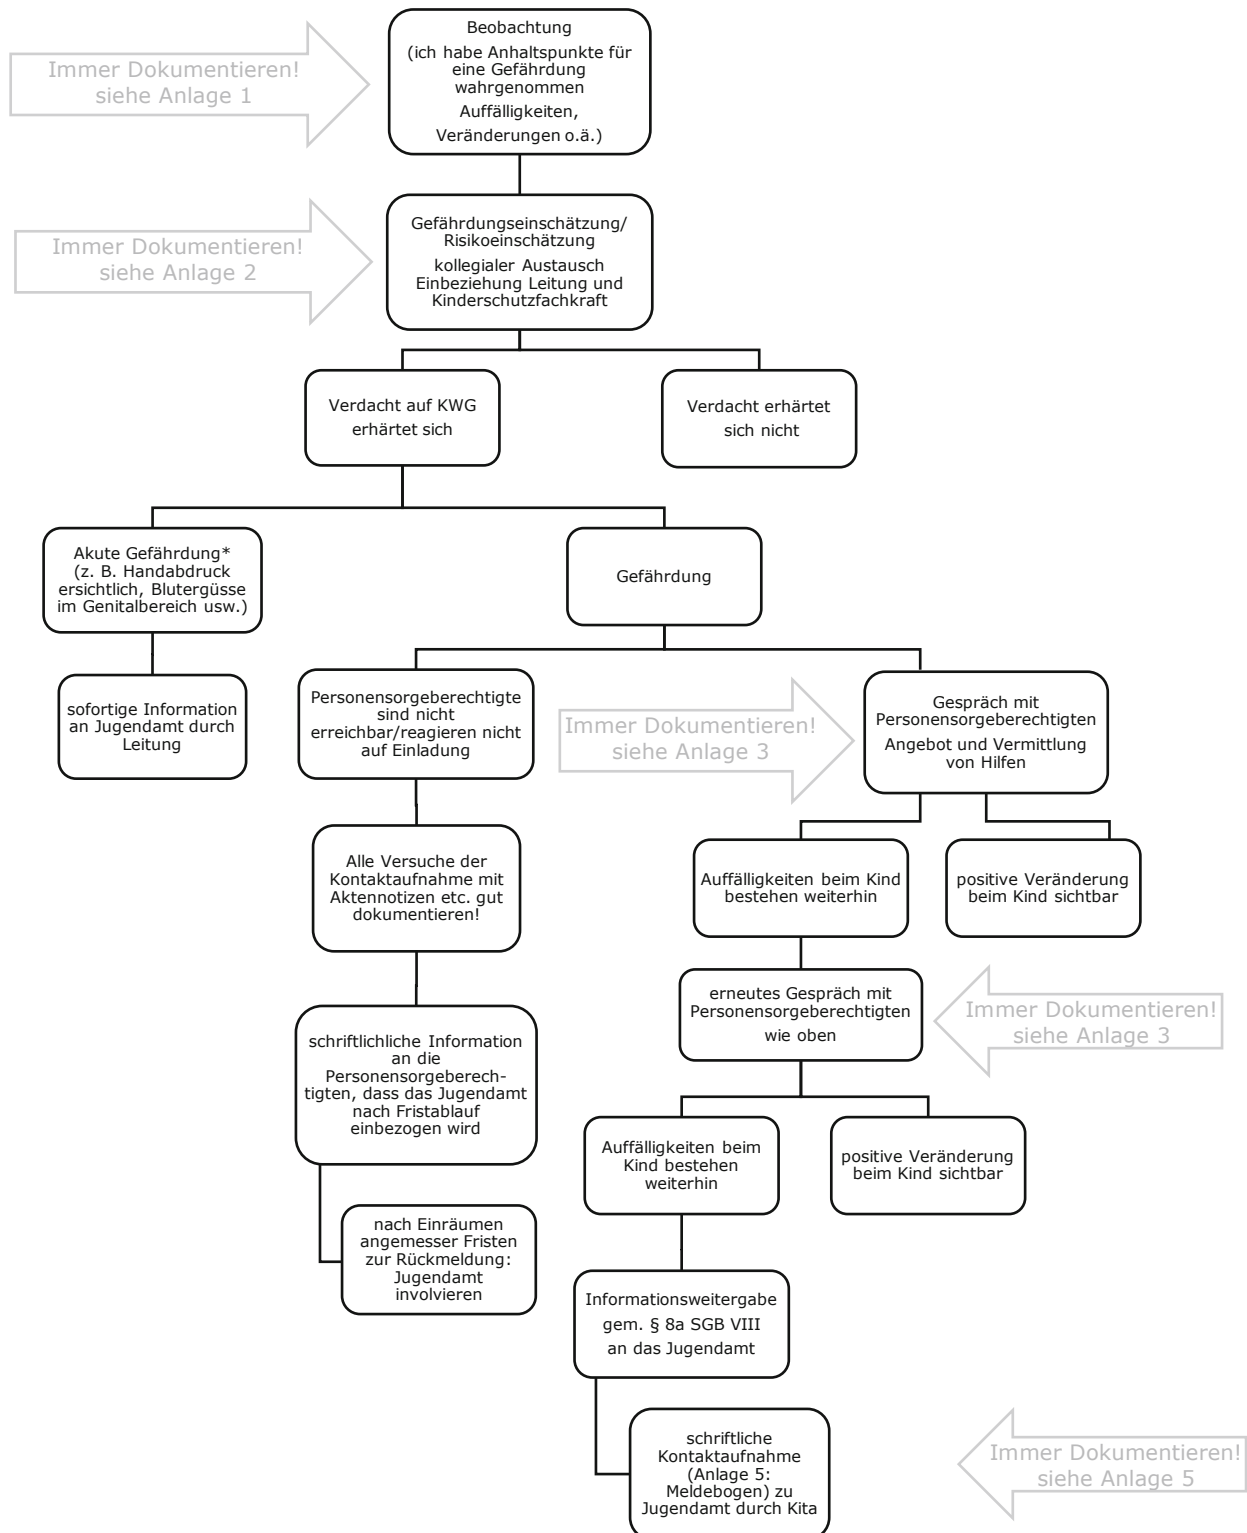 Beobachtung
(ich habe Anhaltspunkte für
eine Gefährdung
wahrgenommen
Auffälligkeiten,
Veränderungen o.ä.)
Immer Dokumentieren!
siehe Anlage 1
Gefährdungseinschätzung/
Risikoeinschätzung
kollegialer Austausch
Einbeziehung Leitung und
Kinderschutzfachkraft
Immer Dokumentieren!
siehe Anlage 2
Verdacht auf KWG
erhärtet sich
Verdacht erhärtet
sich nicht
Akute Gefährdung*
(z. B. Handabdruck
ersichtlich, Blutergüsse
im Genitalbereich usw.)
Gefährdung
sofortige Information
an Jugendamt durch
Leitung
Personensorgeberechtigte
sind nicht
erreichbar/reagieren nicht
auf Einladung
Immer Dokumentieren!
siehe Anlage 3
Gespräch mit
Personensorgeberechtigten
Angebot und Vermittlung
von Hilfen
Alle Versuche der
Kontaktaufnahme mit
Aktennotizen etc. gut
dokumentieren!
Auffälligkeiten beim Kind
bestehen weiterhin
positive Veränderung
beim Kind sichtbar
schriftlichliche Information
an die
Personensorgeberech-
tigten, dass das Jugendamt
nach Fristablauf
einbezogen wird
erneutes Gespräch mit
Personensorgeberechtigten
wie oben
Immer Dokumentieren!
siehe Anlage 3
Auffälligkeiten beim
Kind bestehen
weiterhin
positive Veränderung
beim Kind sichtbar
nach Einräumen
angemesser Fristen
zur Rückmeldung:
Jugendamt
involvieren
Informationsweitergabe
gem. § 8a SGB VIII
an das Jugendamt
schriftliche
Kontaktaufnahme
(Anlage 5:
Meldebogen) zu
Jugendamt durch Kita
Immer Dokumentieren!
siehe Anlage 5